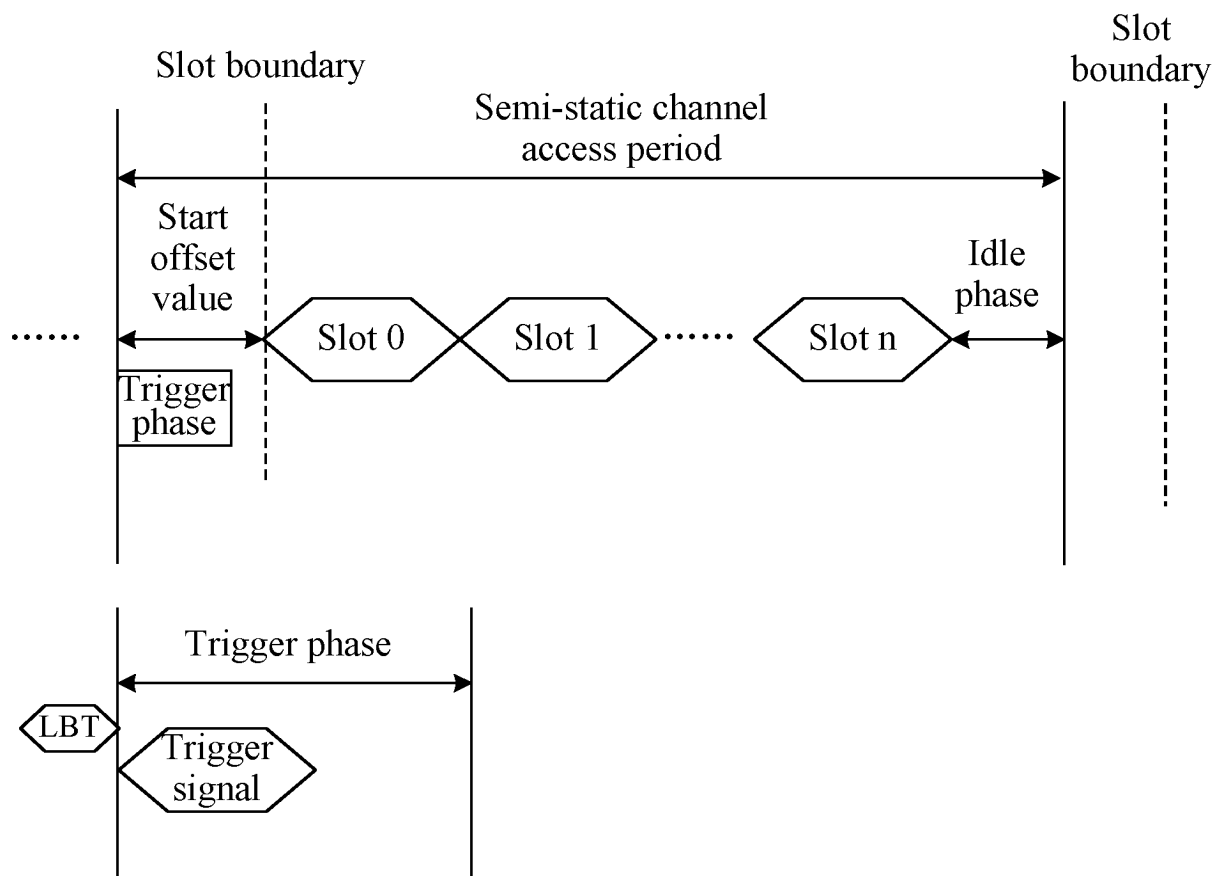 Slot boundary
Slot
boundary
Semi-static channel
access period
Start
offset
value
Idle
phase
...... Slot 0 Slot 1 ...... Slot n
Trigger
phase
Trigger phase
LBT
Trigger
signal